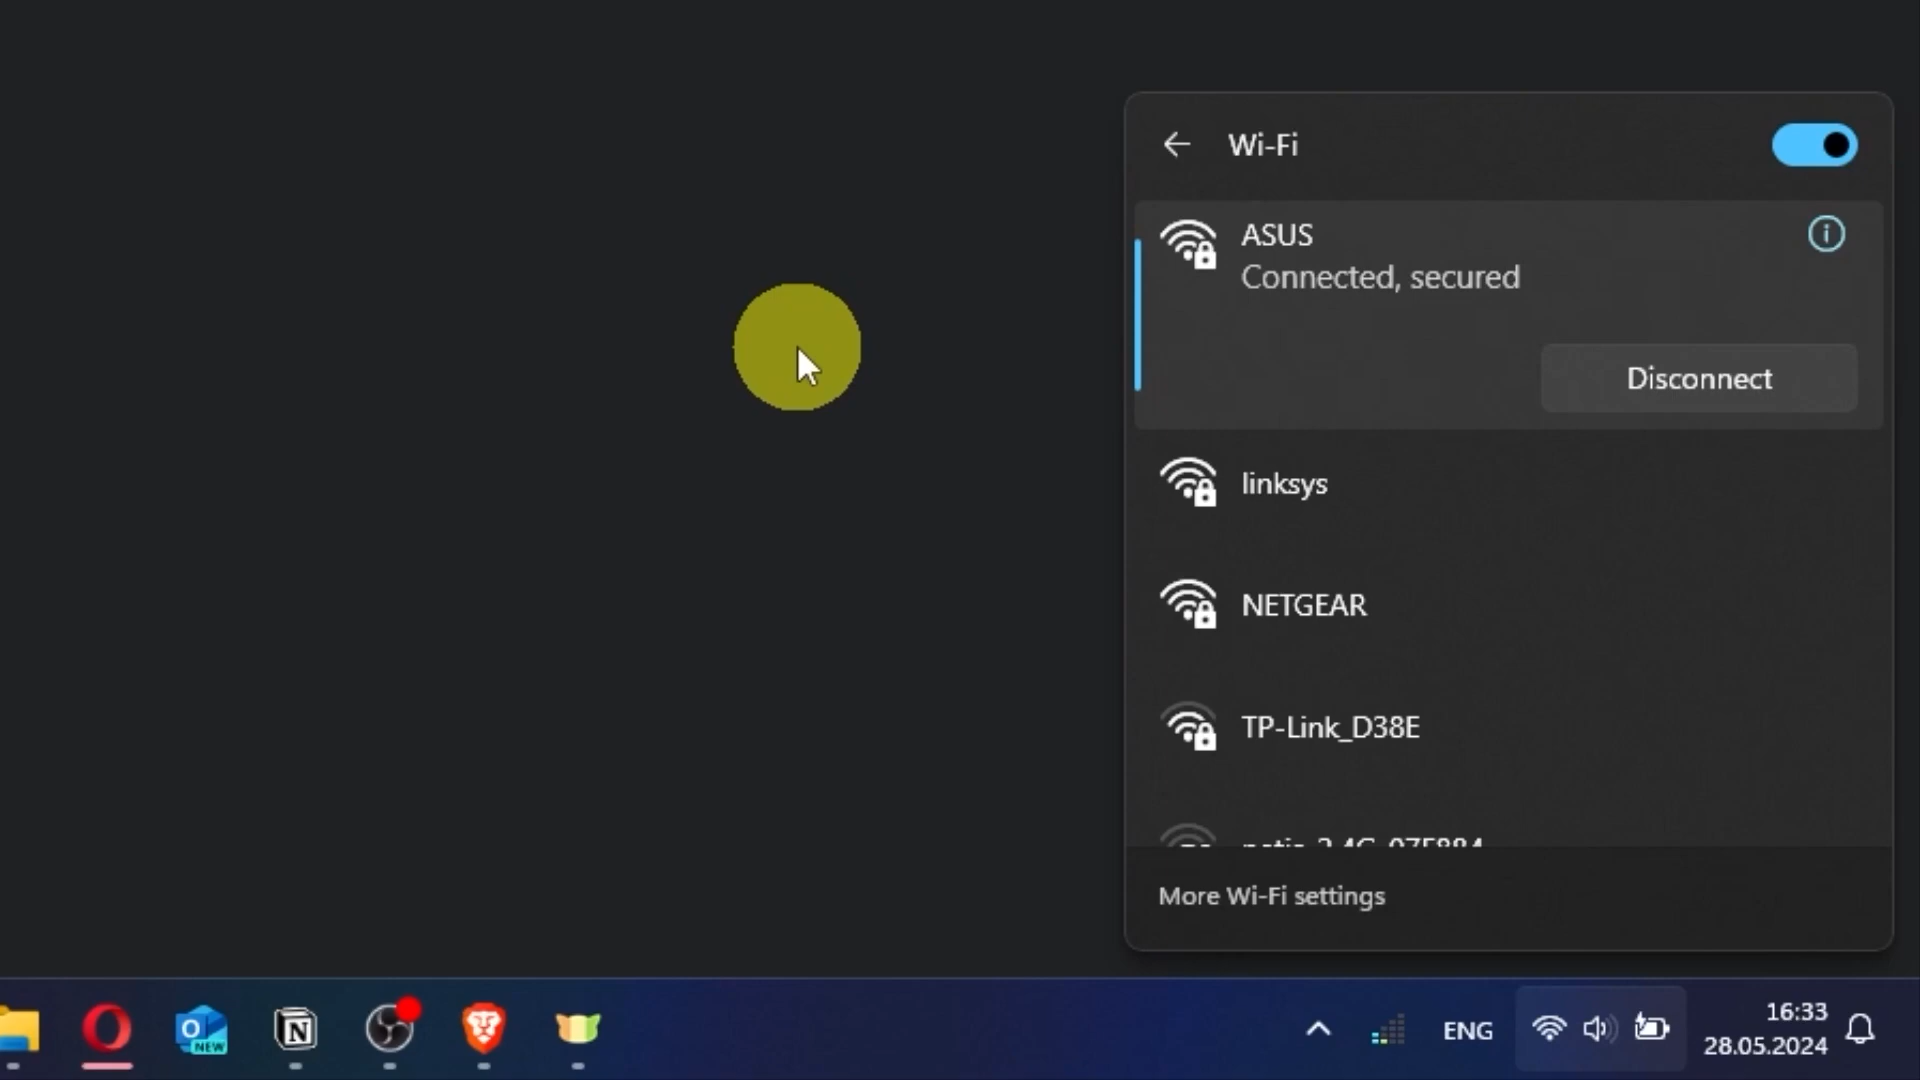 Wi-Fi
ASUS
Connected, secured
Disconnect
linksys
NETGEAR
TP-Link_D38E
More Wi-Fi settings
NEW
ENG
16:33
28.05.2024